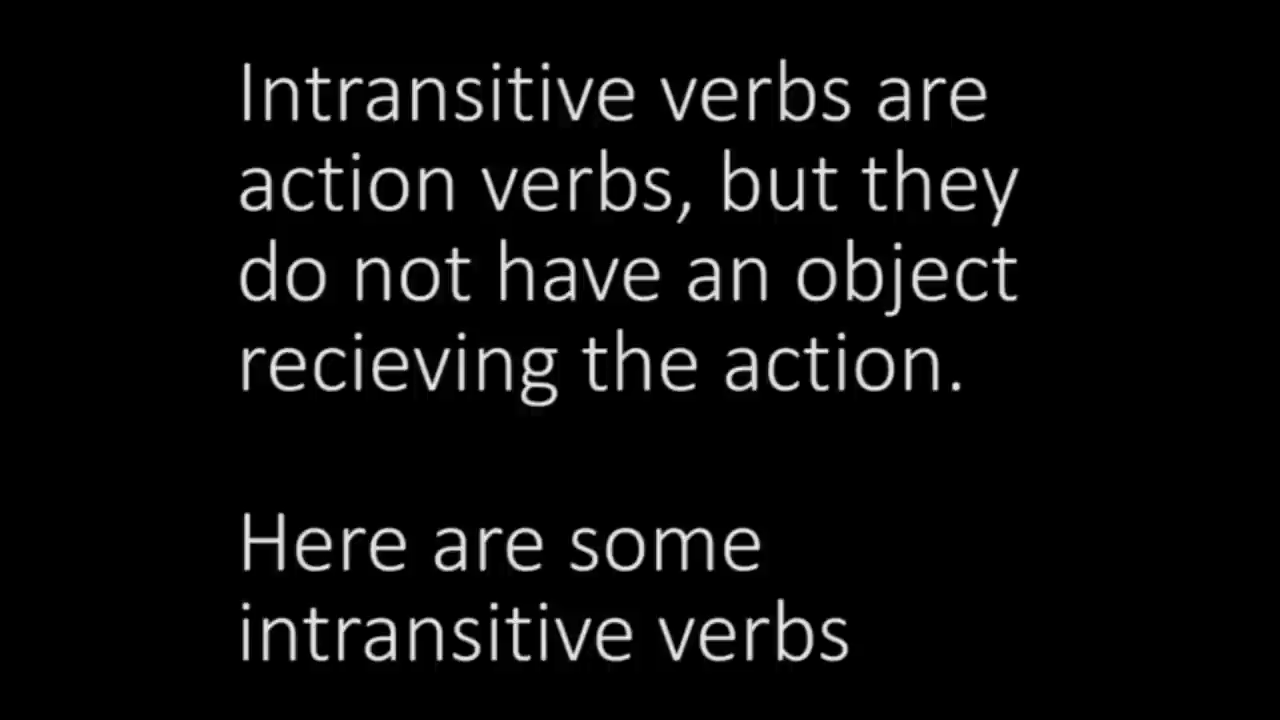 Intransitive verbs are
action verbs, but they
do not have an object
recieving the action.
Here are some
intransitive verbs